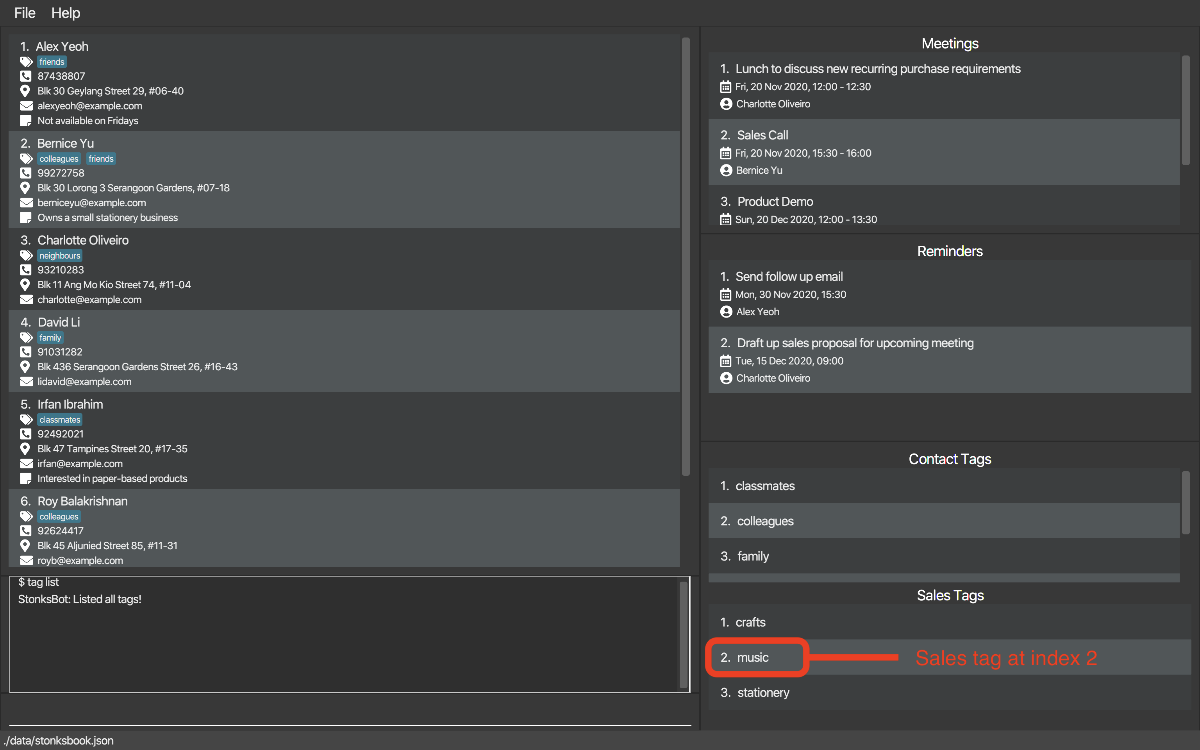 File Help
1. Alex Yeoh
friends
87438807
Blk 30 Geylang Street 29, #06-40
alexyeoh@example.com
Not available on Fridays
2. Bernice Yu
colleagues friends
99272758
Blk 30 Lorong 3 Serangoon Gardens, #07-18
berniceyu@example.com
Owns a small stationery business
3. Charlotte Oliveiro
neighbours
93210283
Blk 11 Ang Mo Kio Street 74, #11-04
charlotte@example.com
4. David Li
family
91031282
Blk 436 Serangoon Gardens Street 26, #16-43
lidavid@example.com
5. Irfan Ibrahim
classmates
92492021
Blk 47 Tampines Street 20, #17-35
irfan@example.com
Interested in paper-based products
6. Roy Balakrishnan
colleagues
92624417
Blk 45 Aljunied Street 85, #11-31
royb@example.com
$ tag list
StonksBot: Listed all tags!
Meetings
1. Lunch to discuss new recurring purchase requirements
Fri, 20 Nov 2020, 12:00 - 12:30
Charlotte Oliveiro
2. Sales Call
Fri, 20 Nov 2020, 15:30 - 16:00
Bernice Yu
3. Product Demo
Sun, 20 Dec 2020, 12:00 - 13:30
Reminders
1. Send follow up email
Mon, 30 Nov 2020, 15:30
Alex Yeoh
2. Draft up sales proposal for upcoming meeting
Tue, 15 Dec 2020, 09:00
Charlotte Oliveiro
Contact Tags
1. classmates
2. colleagues
3. family
Sales Tags
1. crafts
2. music
Sales tag at index 2
3. stationery
./data/stonksbook.json